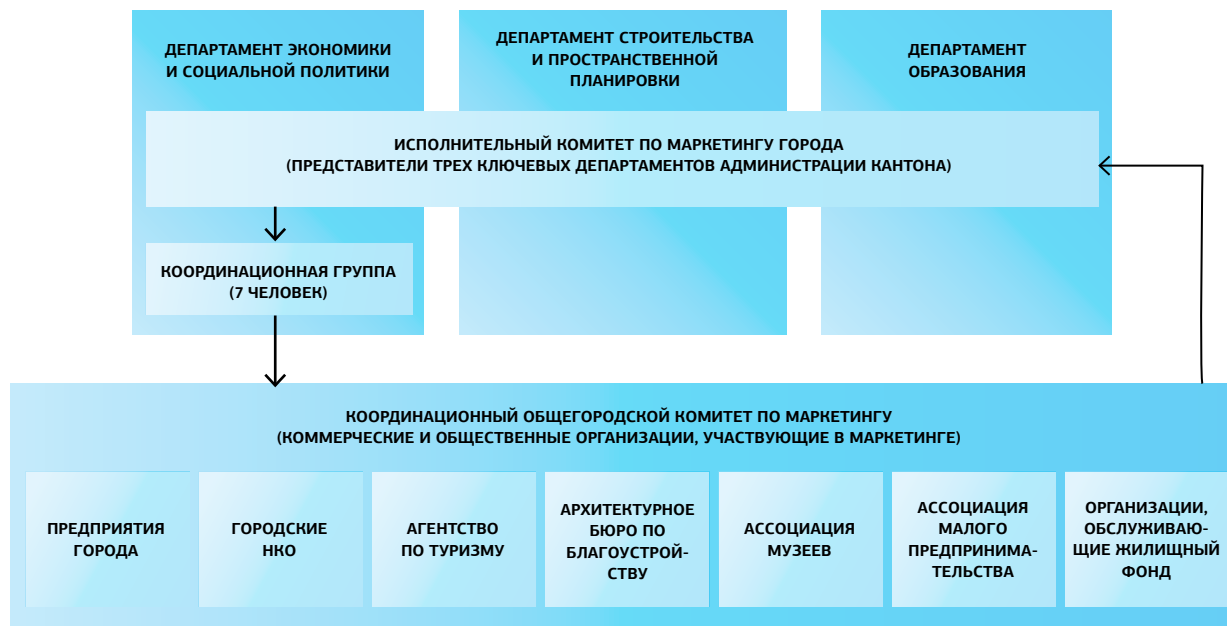 ДЕПАРТАМЕНТ ЭКОНОМИКИ
И СОЦИАЛЬНОЙ ПОЛИТИКИ
ДЕПАРТАМЕНТ СТРОИТЕЛЬСТВА
И ПРОСТРАНСТВЕННОЙ
ПЛАНИРОВКИ
ДЕПАРТАМЕНТ
ОБРАЗОВАНИЯ
ИСПОЛНИТЕЛЬНЫЙ КОМИТЕТ ПО МАРКЕТИНГУ ГОРОДА
(ПРЕДСТАВИТЕЛИ ТРЕХ КЛЮЧЕВЫХ ДЕПАРТАМЕНТОВ АДМИНИСТРАЦИИ КАНТОНА)
КООРДИНАЦИОННАЯ ГРУППА
(7 ЧЕЛОВЕК)
КООРДИНАЦИОННЫЙ ОБЩЕГОРОДСКОЙ КОМИТЕТ ПО МАРКЕТИНГУ
(КОММЕРЧЕСКИЕ И ОБЩЕСТВЕННЫЕ ОРГАНИЗАЦИИ, УЧАСТВУЮЩИЕ В МАРКЕТИНГЕ)
ПРЕДПРИЯТИЯ
ГОРОДА
ГОРОДСКИЕ
НКО
АГЕНТСТВО
ПО ТУРИЗМУ
АРХИТЕКТУРНОЕ
БЮРО ПО
БЛАГОУСТРОЙ-
СТВУ
АССОЦИАЦИЯ
МУЗЕЕВ
АССОЦИАЦИЯ
МАЛОГО
ПРЕДПРИНИМА-
ТЕЛЬСТВА
ОРГАНИЗАЦИИ,
ОБСЛУЖИВАЮ-
ЩИЕ ЖИЛИЩНЫЙ
ФОНД